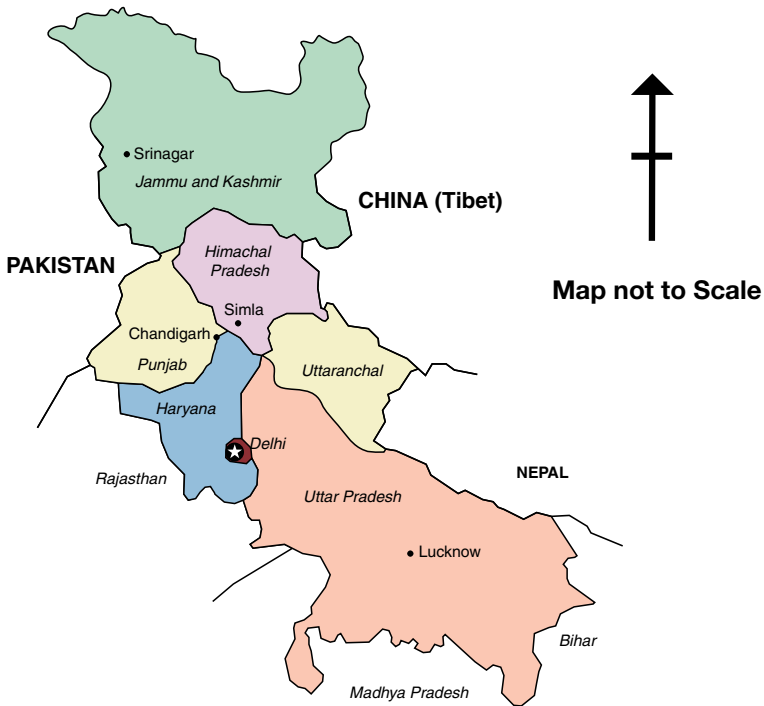 Srinagar
Jammu and Kashmir
CHINA (Tibet)
PAKISTAN
Himachal
Pradesh
Map not to Scale
Simla
Chandigarh
Punjab
Uttaranchal
Haryana
Delhi
Rajasthan
NEPAL
Uttar Pradesh
Lucknow
Bihar
Madhya Pradesh